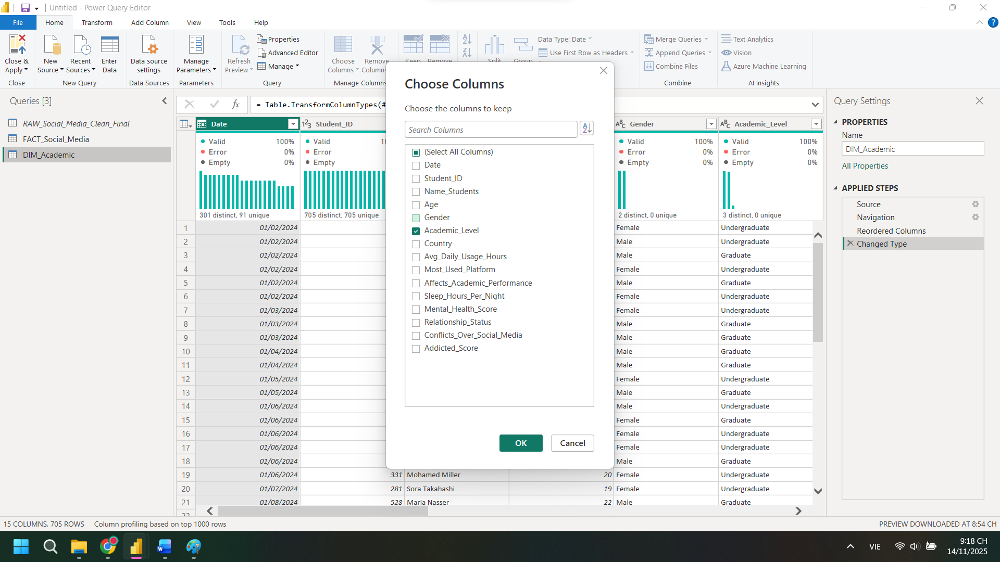 Untitled - Power Query Editor
File Home Transform Add Column View Tools Help
Close & Apply
Close
New Source
Recent Sources
Enter Data
New Query
Data source settings
Data Sources
Manage Parameters
Parameters
Refresh Preview
Properties
Advanced Editor
Manage
Query
Choose Columns
Remove Columns
Manage Columns
Keep
Remove
Split
Group
Data Type: Date
Use First Row as Headers
Merge Queries
Append Queries
Combine Files
Combine
Text Analytics
Vision
Azure Machine Learning
AI Insights
Queries [3]
RAW_Social_Media_Clean_Final
FACT_Social_Media
DIM_Academic
fx
= Table.TransformColumnTypes(#
Date
Valid 100%
Error 0%
Empty 0%
301 distinct, 91 unique
123 Student_ID
Valid
Error
Empty
705 distinct, 705 unique
ABC Gender
Valid 100%
Error 0%
Empty 0%
2 distinct, 0 unique
ABC Academic_Level
Valid 100%
Error 0%
Empty 0%
3 distinct, 0 unique
1 01/02/2024 Female Undergraduate
2 01/02/2024 Male Undergraduate
3 01/02/2024 Male Graduate
4 01/02/2024 Female Undergraduate
5 01/02/2024 Male Graduate
6 01/02/2024 Female Undergraduate
7 01/03/2024 Female Undergraduate
8 01/03/2024 Male Graduate
9 01/03/2024 Male Graduate
10 01/04/2024 Male Graduate
11 01/04/2024 Male Graduate
12 01/05/2024 Female Undergraduate
13 01/05/2024 Male Graduate
14 01/06/2024 Male Undergraduate
15 01/06/2024 Female Graduate
16 01/06/2024 Female Undergraduate
17 01/06/2024 Female Undergraduate
18 01/06/2024 Male Graduate
19 01/06/2024 331 Mohamed Miller 20 Female Undergraduate
20 01/07/2024 281 Sora Takahashi 19 Female Undergraduate
21 01/08/2024 528 Maria Nasser 22 Male Graduate
22
Choose Columns
Choose the columns to keep
Search Columns
(Select All Columns)
Date
Student_ID
Name_Students
Age
Gender
Academic_Level
Country
Avg_Daily_Usage_Hours
Most_Used_Platform
Affects_Academic_Performance
Sleep_Hours_Per_Night
Mental_Health_Score
Relationship_Status
Conflicts_Over_Social_Media
Addicted_Score
OK Cancel
Query Settings
PROPERTIES
Name
DIM_Academic
All Properties
APPLIED STEPS
Source
Navigation
Reordered Columns
Changed Type
15 COLUMNS, 705 ROWS Column profiling based on top 1000 rows
PREVIEW DOWNLOADED AT 8:54 CH
VIE
9:18 CH
14/11/2025